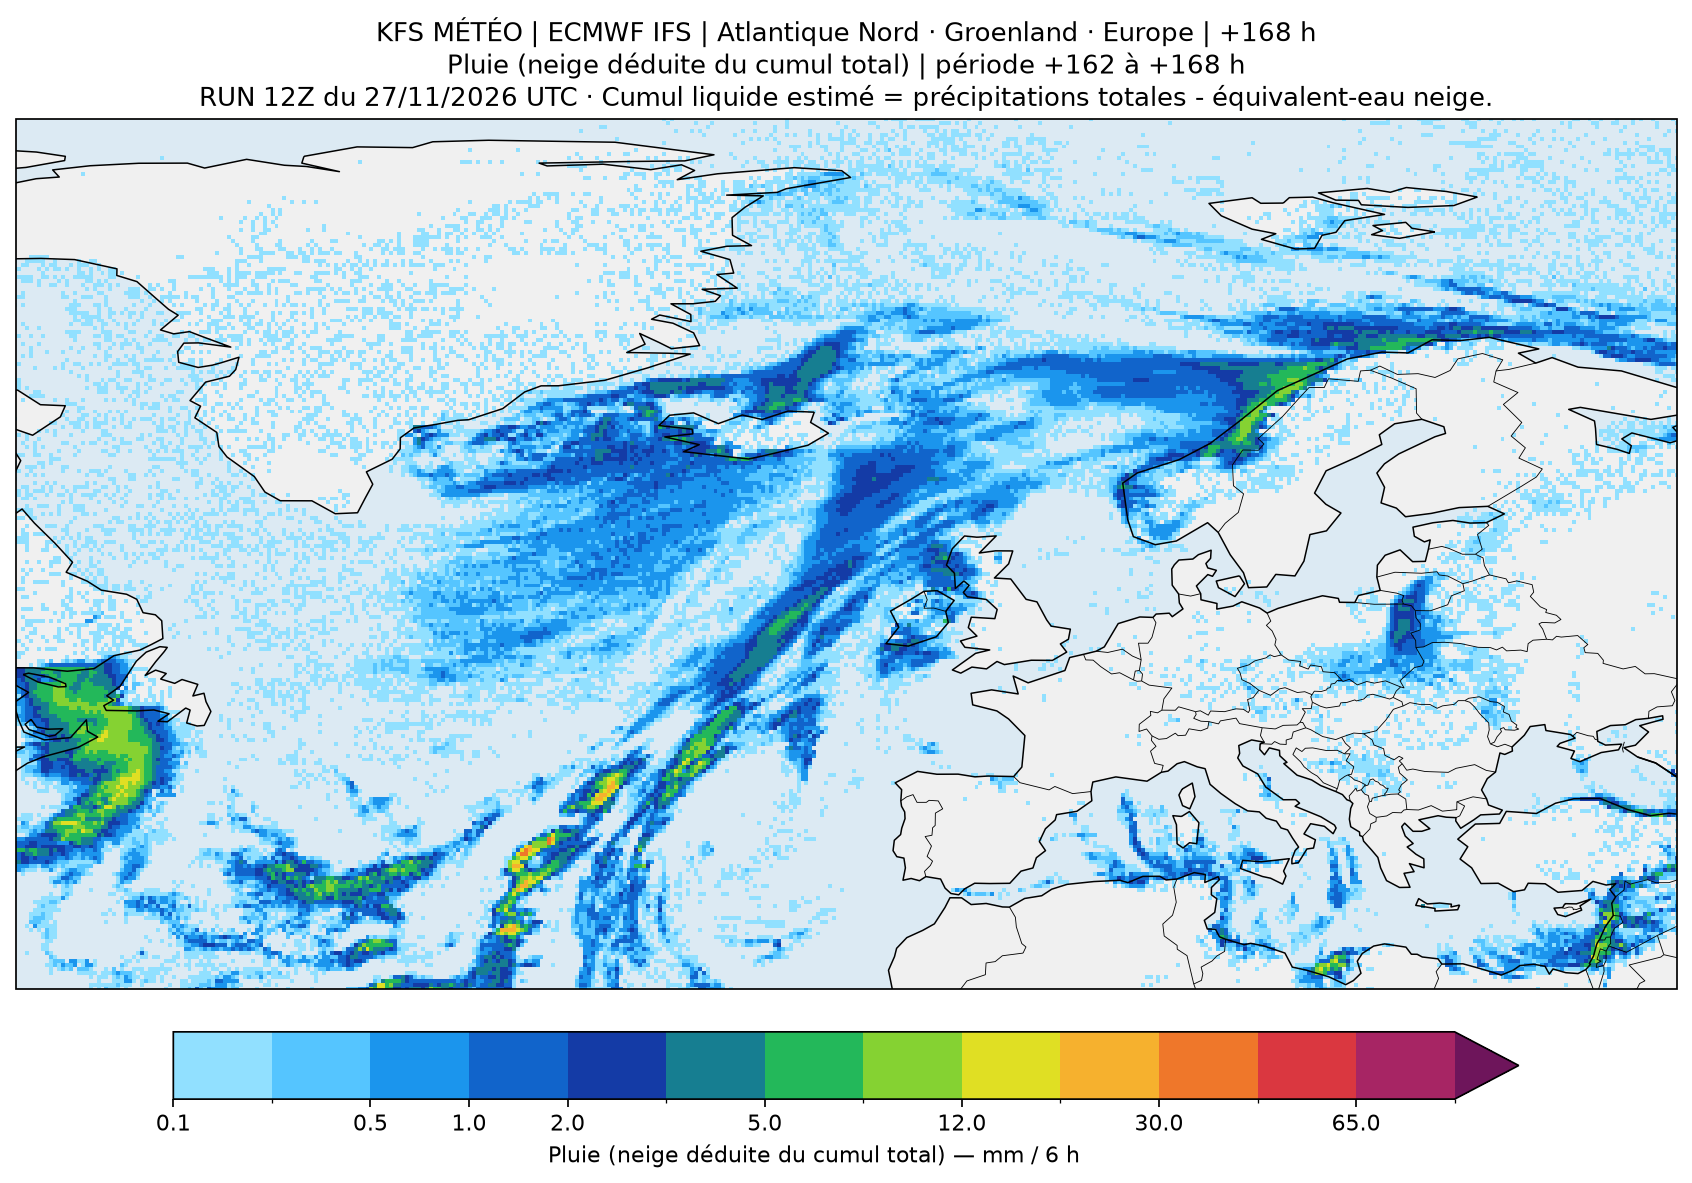 KFS MÉTÉO | ECMWF IFS | Atlantique Nord · Groenland · Europe | +168 h
Pluie (neige déduite du cumul total) | période +162 à +168 h
RUN 12Z du 27/11/2026 UTC · Cumul liquide estimé = précipitations totales - équivalent-eau neige.
0.1 0.5 1.0 2.0 5.0 12.0 30.0 65.0
Pluie (neige déduite du cumul total) — mm / 6 h